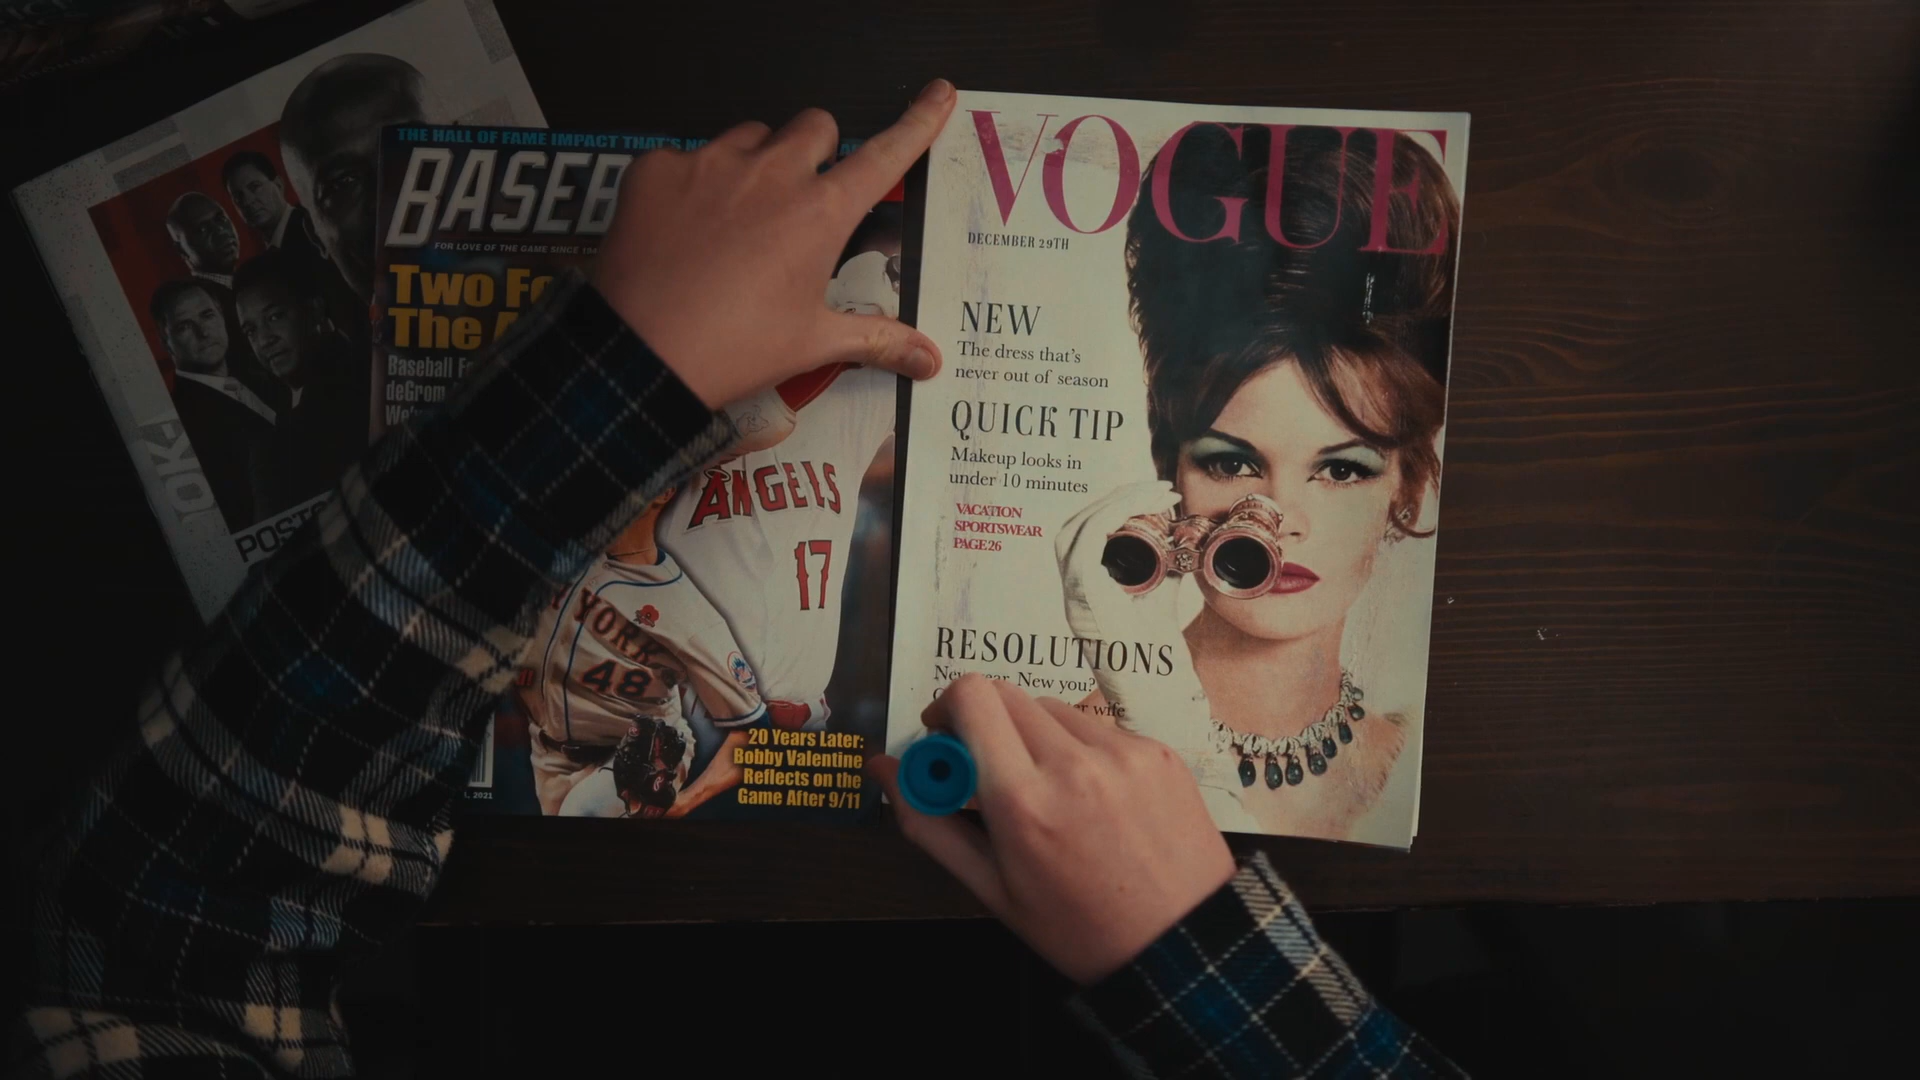 THE HALL OF FAME IMPACT THAT'S
BASEB
FOR LOVE OF THE GAME SINCE
Two
The
Baseball
deGrom
ANGELS
17
YORK
48
20 Years Later:
Bobby Valentine
Reflects on the
Game After 9/11
2021
VOGUE
DECEMBER 29TH
NEW
The dress that's
never out of season
QUICK TIP
Makeup looks in
under 10 minutes
VACATION
SPORTSWEAR
PAGE 26
RESOLUTIONS
New you?
wife